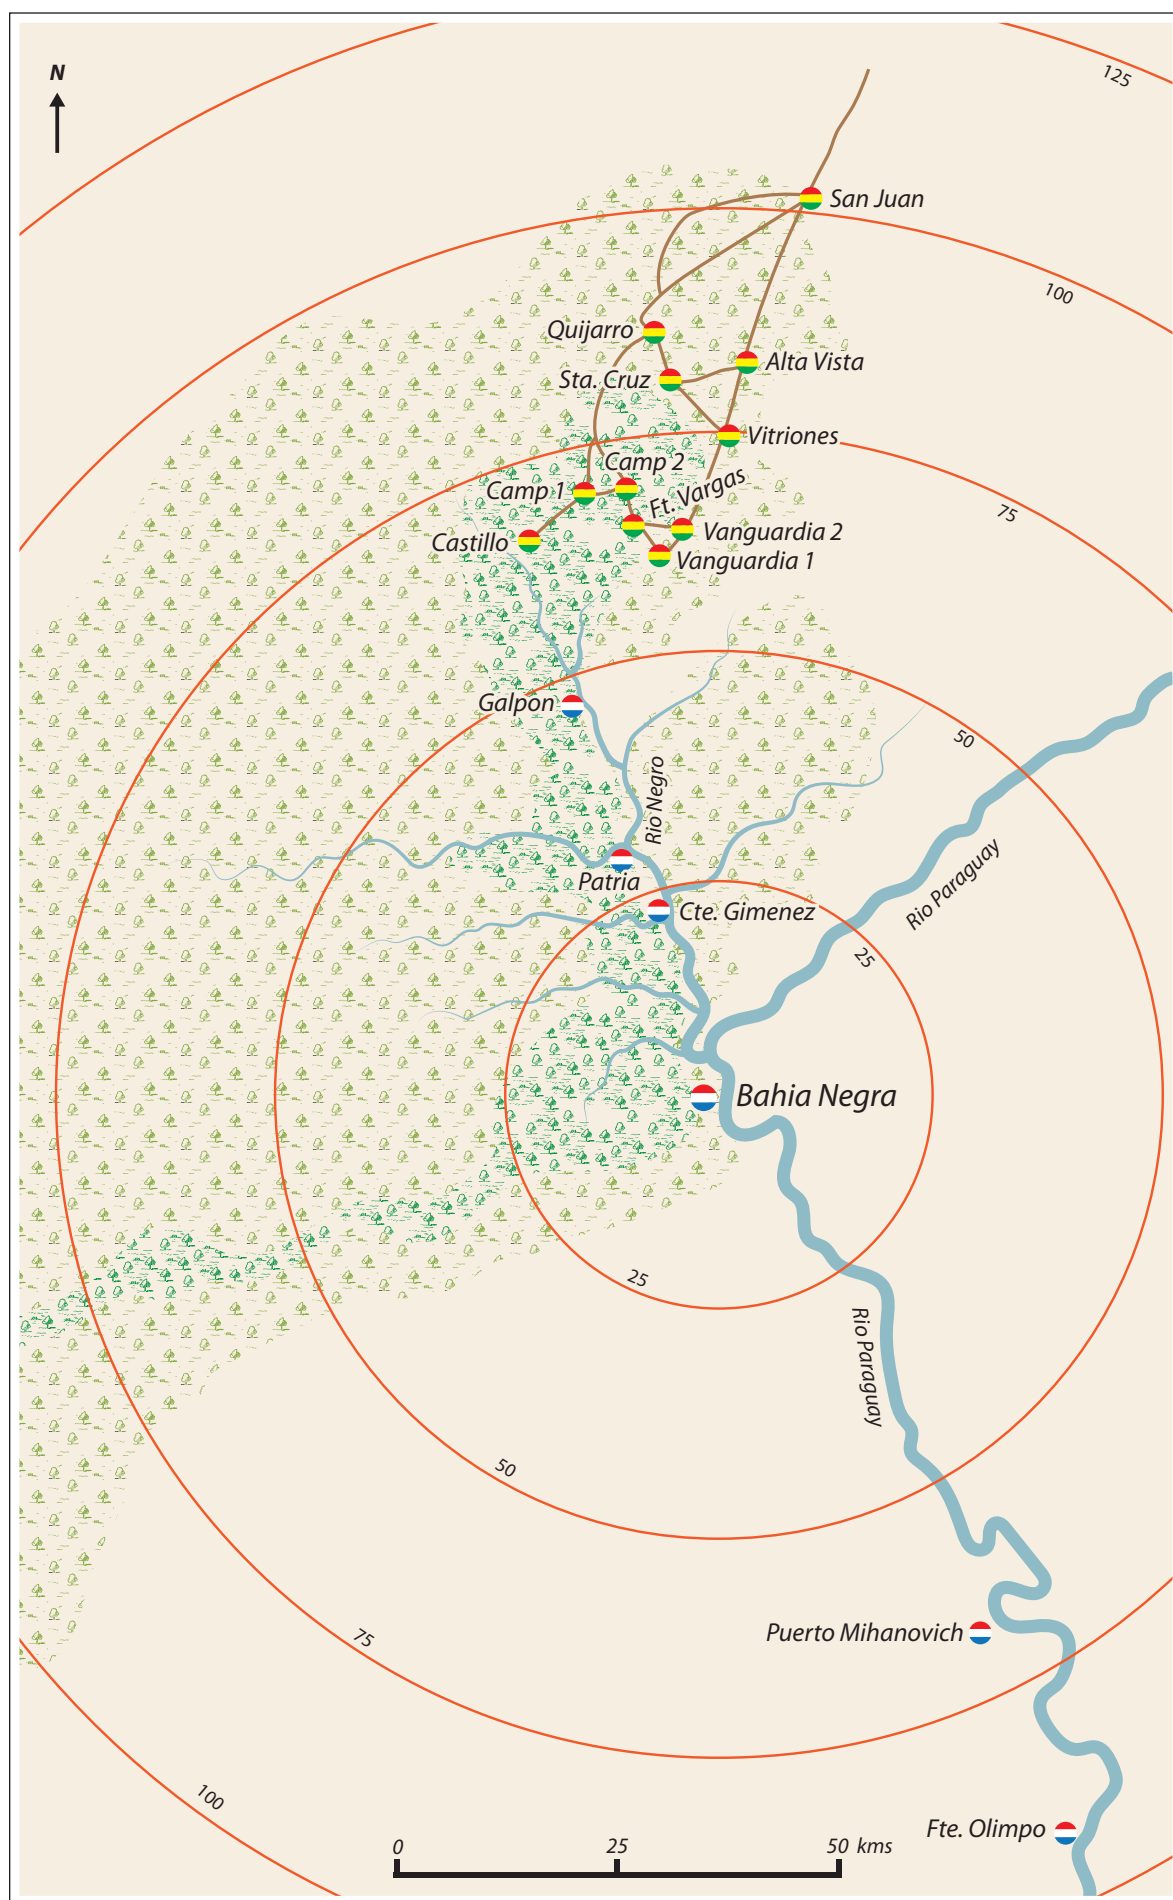 N
125
San Juan
100
Quijarro
Alta Vista
Sta. Cruz
Vitriones
Camp 2
Camp 1
Ft. Vargas
75
Castillo
Vanguardia 2
Vanguardia 1
Galpon
50
Rio Negro
Rio Paraguay
Patria
Cte. Gimenez
25
Bahia Negra
25
Rio Paraguay
50
Puerto Mihanovich
75
100
Fte. Olimpo
0 25 50 kms